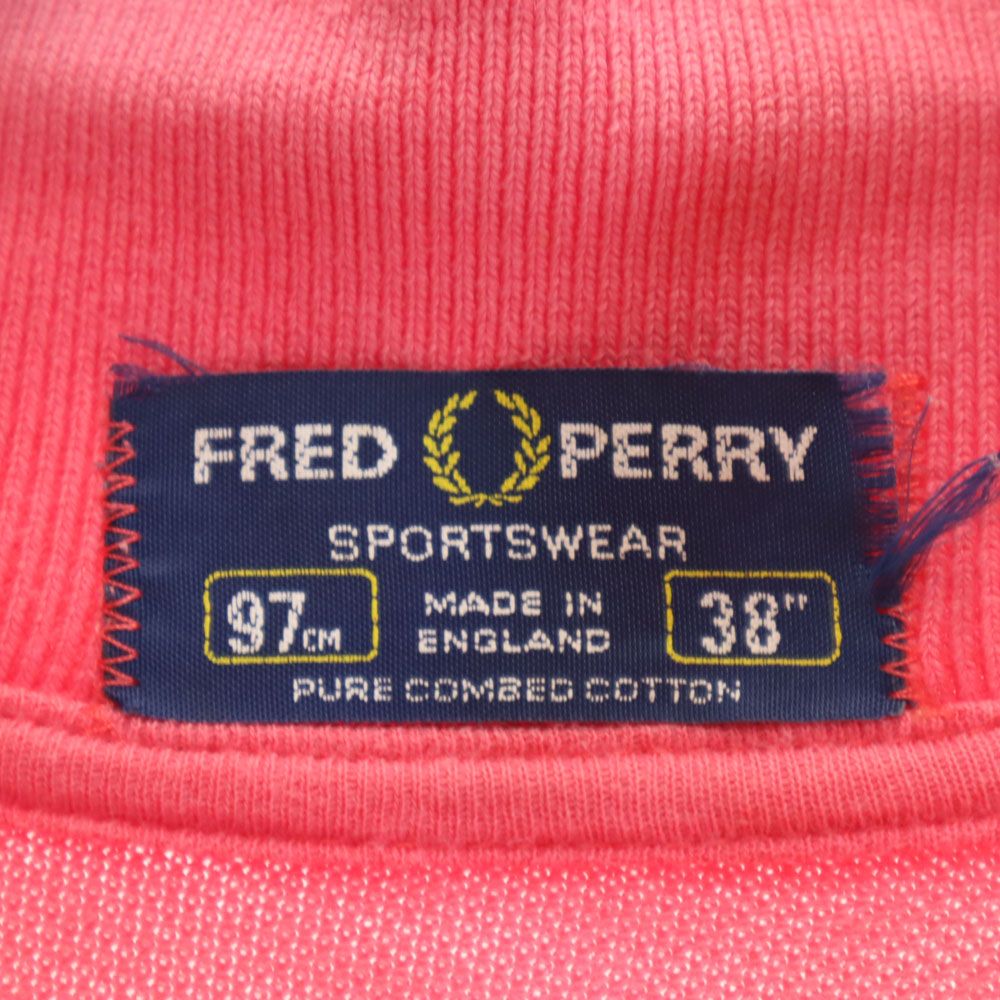 FRED PERRY
SPORTSWEAR
97CM MADE IN ENGLAND 38"
PURE COMBED COTTON